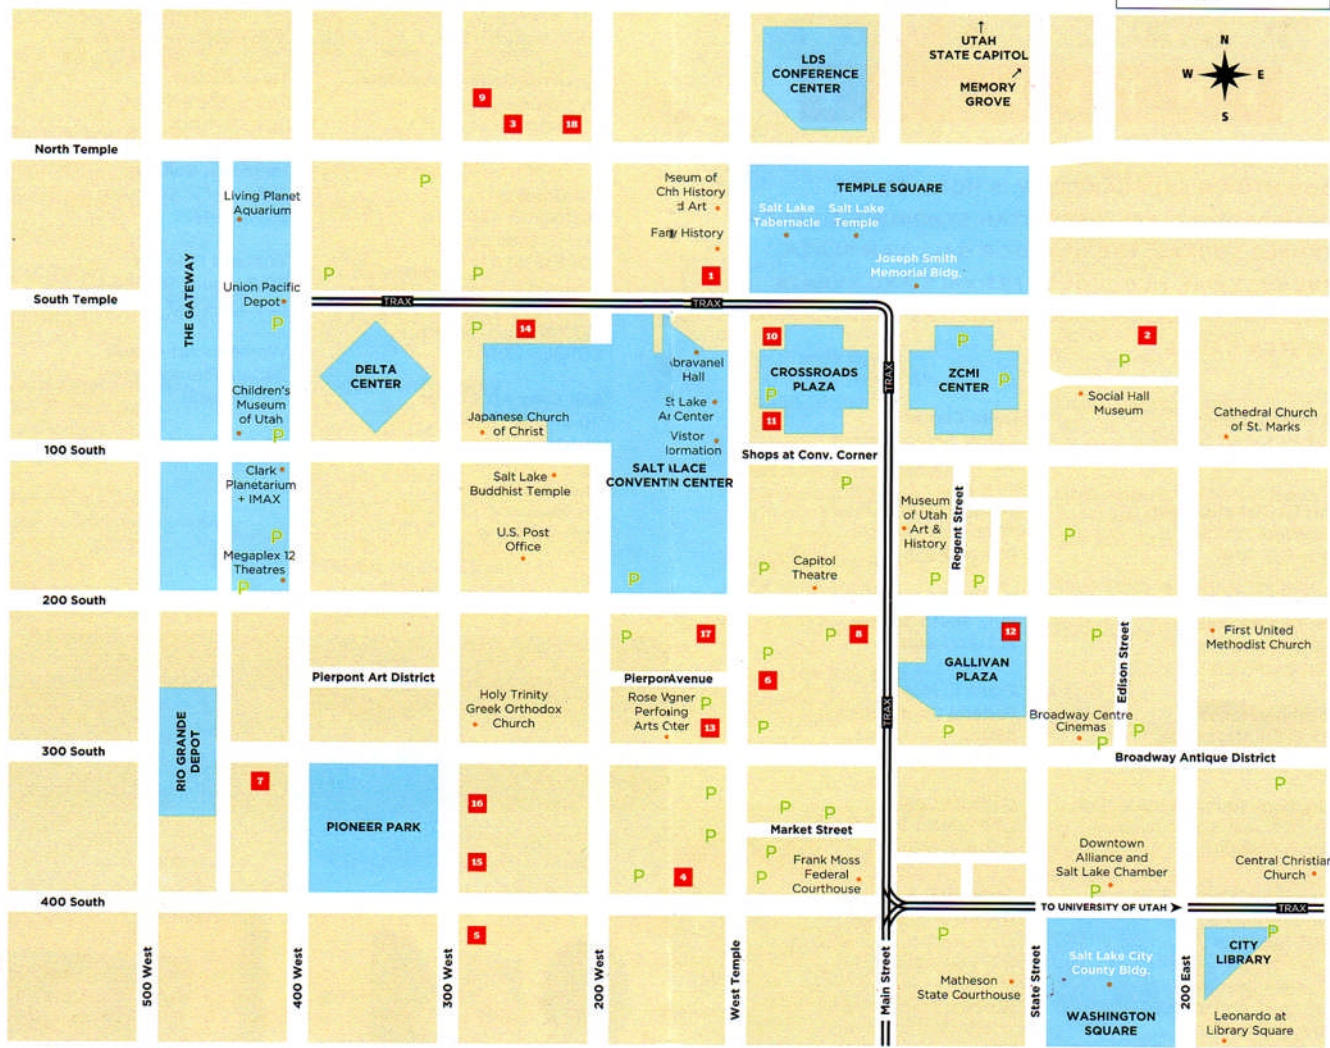 UTAH
STATE CAPITOL
MEMORY
GROVE
N
W
E
S
LDS
CONFERENCE
CENTER
9
3
18
North Temple
P
Living Planet
Aquarium
Mseum of
Chh History
d Art
Famy History
TEMPLE SQUARE
Salt Lake
Tabernacle
Salt Lake
Temple
Joseph Smith
Memorial Bldg.
THE GATEWAY
P
P
1
Union Pacific
Depot
South Temple
TRAX
TRAX
P
P
14
10
2
DELTA
CENTER
bravanel
Hall
CROSSROADS
PLAZA
TRAX
P
ZCMI
CENTER
P
P
Children's
Museum
of Utah
P
Japanese Church
of Christ
St Lake
Ar Center
P
11
Social Hall
Museum
Cathedral Church
of St. Marks
Vistor
formation
100 South
Shops at Conv. Corner
Clark
Planetarium
+ IMAX
Salt Lake
Buddhist Temple
SALT LACE
CONVENTN CENTER
P
Museum
of Utah
Art &
History
Regent Street
P
U.S. Post
Office
P
Megaplex 12
Theatres
P
P
P
Capitol
Theatre
P
P
200 South
P
17
P
P
8
12
P
Edison Street
First United
Methodist Church
GALLIVAN
PLAZA
Pierpont Art District
PierporAvenue
6
Holy Trinity
Greek Orthodox
Church
Rose Wgner
Perfoing
Arts Cter
P
13
P
TRAX
P
Broadway Centre
Cinemas
P
P
300 South
Broadway Antique District
RIO GRANDE
DEPOT
7
PIONEER PARK
16
P
P
P
P
15
P
Market Street
P
4
P
P
Frank Moss
Federal
Courthouse
Downtown
Alliance and
Salt Lake Chamber
P
Central Christian
Church
400 South
TO UNIVERSITY OF UTAH
TRAX
5
P
P
CITY
LIBRARY
Salt Lake City
County Bldg.
Matheson
State Courthouse
WASHINGTON
SQUARE
Leonardo at
Library Square
500 West
400 West
300 West
200 West
West Temple
Main Street
State Street
200 East